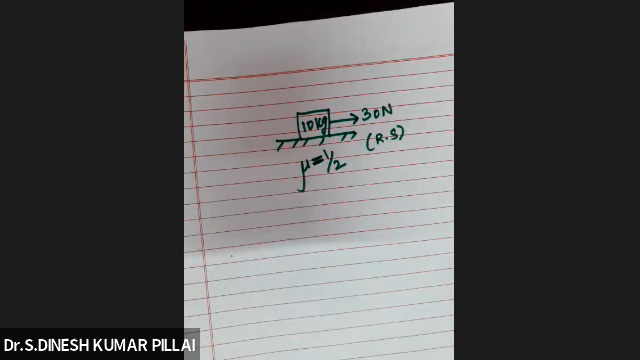 10kg
30N
(R.S)
μ=1/2
Dr.S.DINESH KUMAR PILLAI